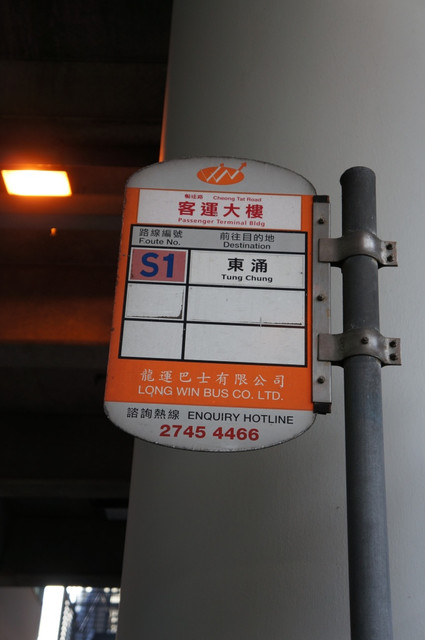 暢達路 Cheong Tat Road
客運大樓
Passenger Terminal Bldg
路線編號 前往目的地
Route No. Destination
S1 東涌
Tung Chung
龍運巴士有限公司
LONG WIN BUS CO. LTD.
諮詢熱線 ENQUIRY HOTLINE
2745 4466